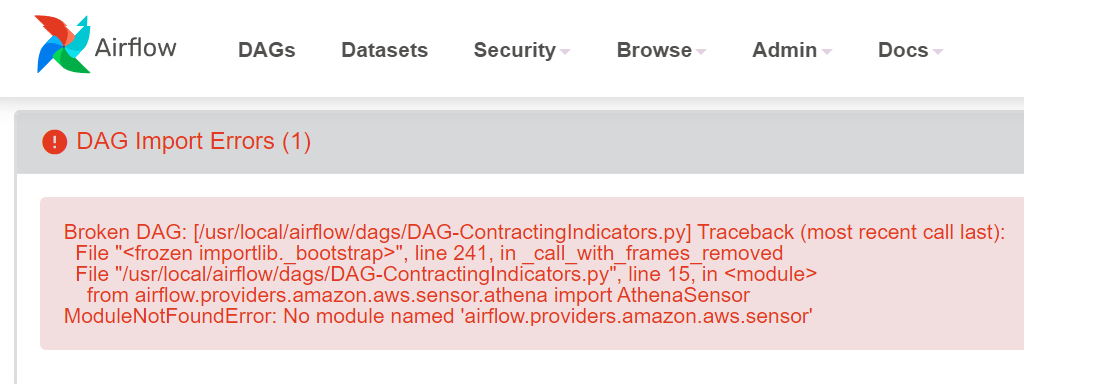 Airflow DAGs Datasets Security Browse Admin Docs
! DAG Import Errors (1)
Broken DAG: [/usr/local/airflow/dags/DAG-ContractingIndicators.py] Traceback (most recent call last):
File "<frozen importlib._bootstrap>", line 241, in _call_with_frames_removed
File "/usr/local/airflow/dags/DAG-ContractingIndicators.py", line 15, in <module>
from airflow.providers.amazon.aws.sensor.athena import AthenaSensor
ModuleNotFoundError: No module named 'airflow.providers.amazon.aws.sensor'